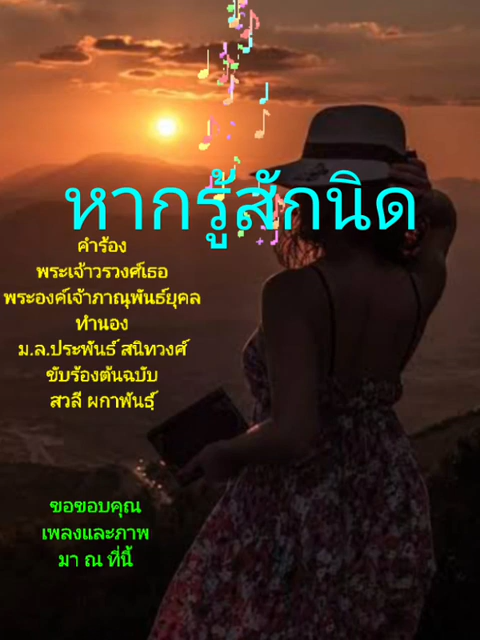 หากรู้สักนิด
คำร้อง
พระเจ้าวรวงศ์เธอ
พระองค์เจ้าภาณุพันธ์ยุคล
ทำนอง
ม.ล.ประพันธ์ สนิทวงศ์
ขับร้องต้นฉบับ
สวลี ผกาพันธุ์
ขอขอบคุณ
เพลงและภาพ
มา ณ ที่นี้